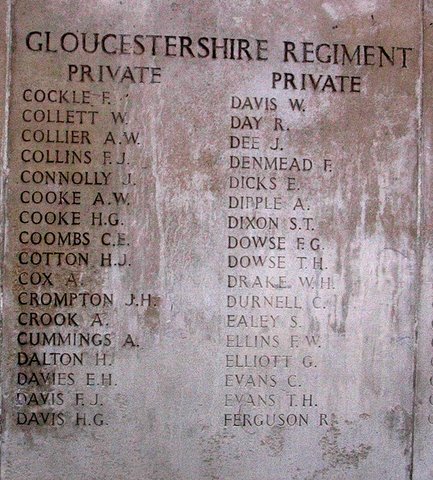 GLOUCESTERSHIRE REGIMENT
PRIVATE
COCKLE F.
COLLETT W.
COLLIER A.W.
COLLINS F.J.
CONNOLLY J.
COOKE A.W.
COOKE H.G.
COOMBS C.E.
COTTON H.J.
COX A.
CROMPTON J.H.
CROOK A.
CUMMINGS A.
DALTON H.
DAVIES E.H.
DAVIS F.J.
DAVIS H.G.
PRIVATE
DAVIS W.
DAY R.
DEE J.
DENMEAD F.
DICKS E.
DIPPLE A.
DIXON S.T.
DOWSE F.G.
DOWSE T.H.
DRAKE W.H.
DURNELL C.
EALEY S.
ELLINS F.W.
ELLIOTT G.
EVANS C.
EVANS T.H.
FERGUSON R.